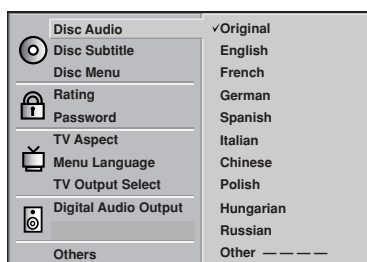 Disc Audio
Disc Subtitle
Disc Menu
Rating
Password
TV Aspect
Menu Language
TV Output Select
Digital Audio Output
Others
✓Original
English
French
German
Spanish
Italian
Chinese
Polish
Hungarian
Russian
Other — — — —